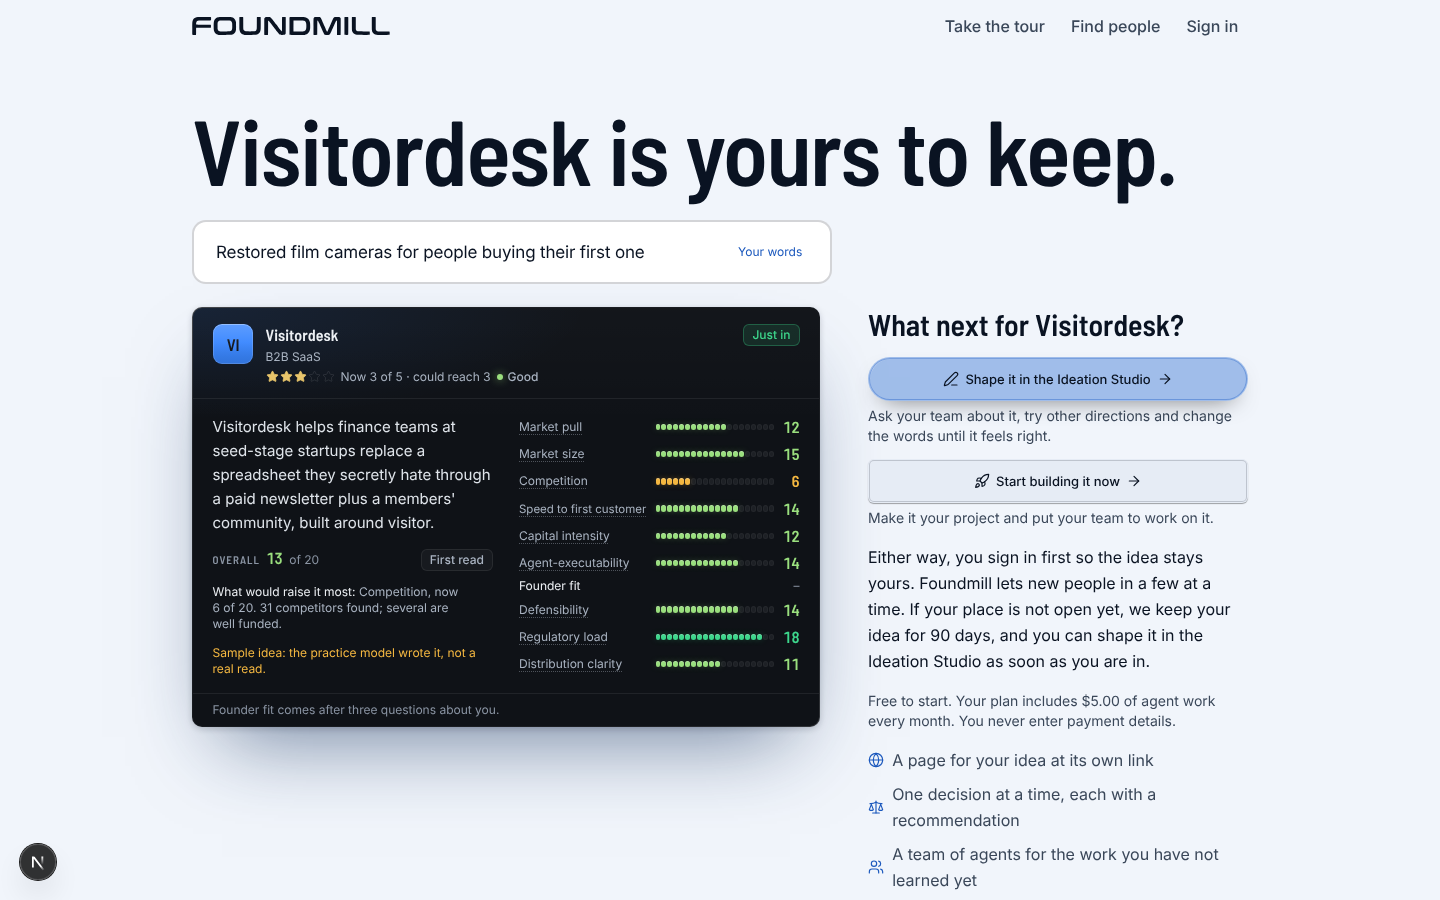 FOUNDMILL
Take the tour
Find people
Sign in
Visitordesk is yours to keep.
Restored film cameras for people buying their first one
Your words
VI
Visitordesk
B2B SaaS
Now 3 of 5 · could reach 3
Good
Just in
Visitordesk helps finance teams at
seed-stage startups replace a
spreadsheet they secretly hate through
a paid newsletter plus a members'
community, built around visitor.
OVERALL 13 of 20
First read
What would raise it most: Competition, now
6 of 20. 31 competitors found; several are
well funded.
Sample idea: the practice model wrote it, not a
real read.
Market pull 12
Market size 15
Competition 6
Speed to first customer 14
Capital intensity 12
Agent-executability 14
Founder fit –
Defensibility 14
Regulatory load 18
Distribution clarity 11
Founder fit comes after three questions about you.
What next for Visitordesk?
Shape it in the Ideation Studio →
Ask your team about it, try other directions and change
the words until it feels right.
Start building it now →
Make it your project and put your team to work on it.
Either way, you sign in first so the idea stays
yours. Foundmill lets new people in a few at a
time. If your place is not open yet, we keep your
idea for 90 days, and you can shape it in the
Ideation Studio as soon as you are in.
Free to start. Your plan includes $5.00 of agent work
every month. You never enter payment details.
A page for your idea at its own link
One decision at a time, each with a
recommendation
A team of agents for the work you have not
learned yet
N